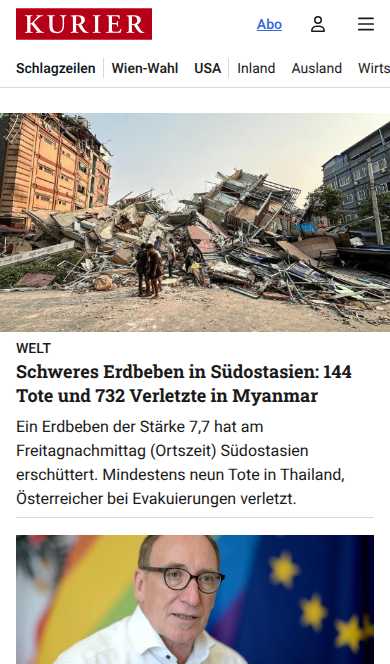 KURIER
Abo
Schlagzeilen
Wien-Wahl
USA
Inland
Ausland
Wirts
WELT
Schweres Erdbeben in Südostasien: 144
Tote und 732 Verletzte in Myanmar
Ein Erdbeben der Stärke 7,7 hat am
Freitagnachmittag (Ortszeit) Südostasien
erschüttert. Mindestens neun Tote in Thailand,
Österreicher bei Evakuierungen verletzt.